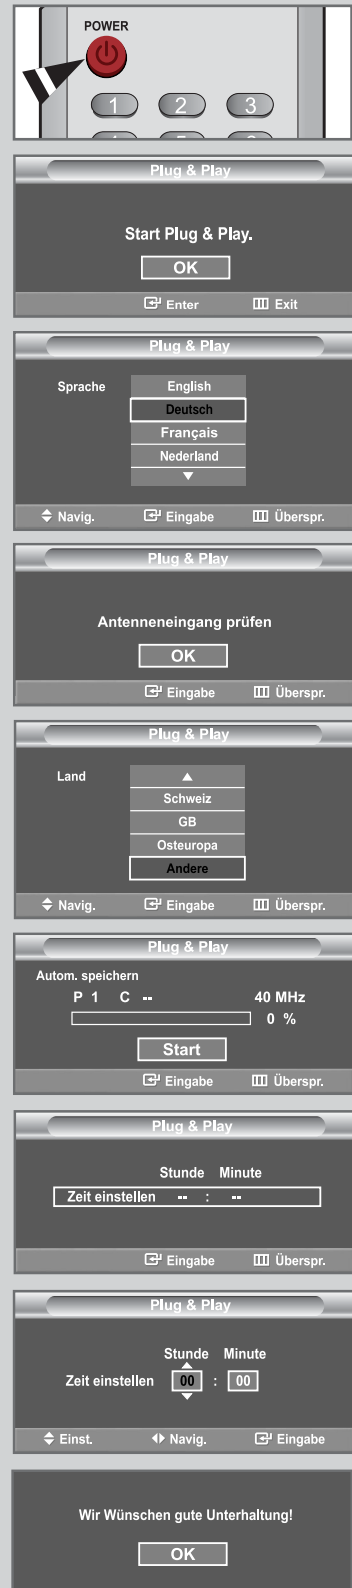 POWER
1 2 3
Plug & Play
Start Plug & Play.
OK
Enter Exit
Plug & Play
Sprache
English
Deutsch
Français
Nederland
▼
Navig. Eingabe Überspr.
Plug & Play
Antenneneingang prüfen
OK
Eingabe Überspr.
Plug & Play
Land
▲
Schweiz
GB
Osteuropa
Andere
Navig. Eingabe Überspr.
Plug & Play
Autom. speichern
P 1 C -- 40 MHz
0 %
Start
Eingabe Überspr.
Plug & Play
Stunde Minute
Zeit einstellen -- : --
Eingabe Überspr.
Plug & Play
Stunde Minute
Zeit einstellen 00 : 00
Einst. Navig. Eingabe
Wir Wünschen gute Unterhaltung!
OK